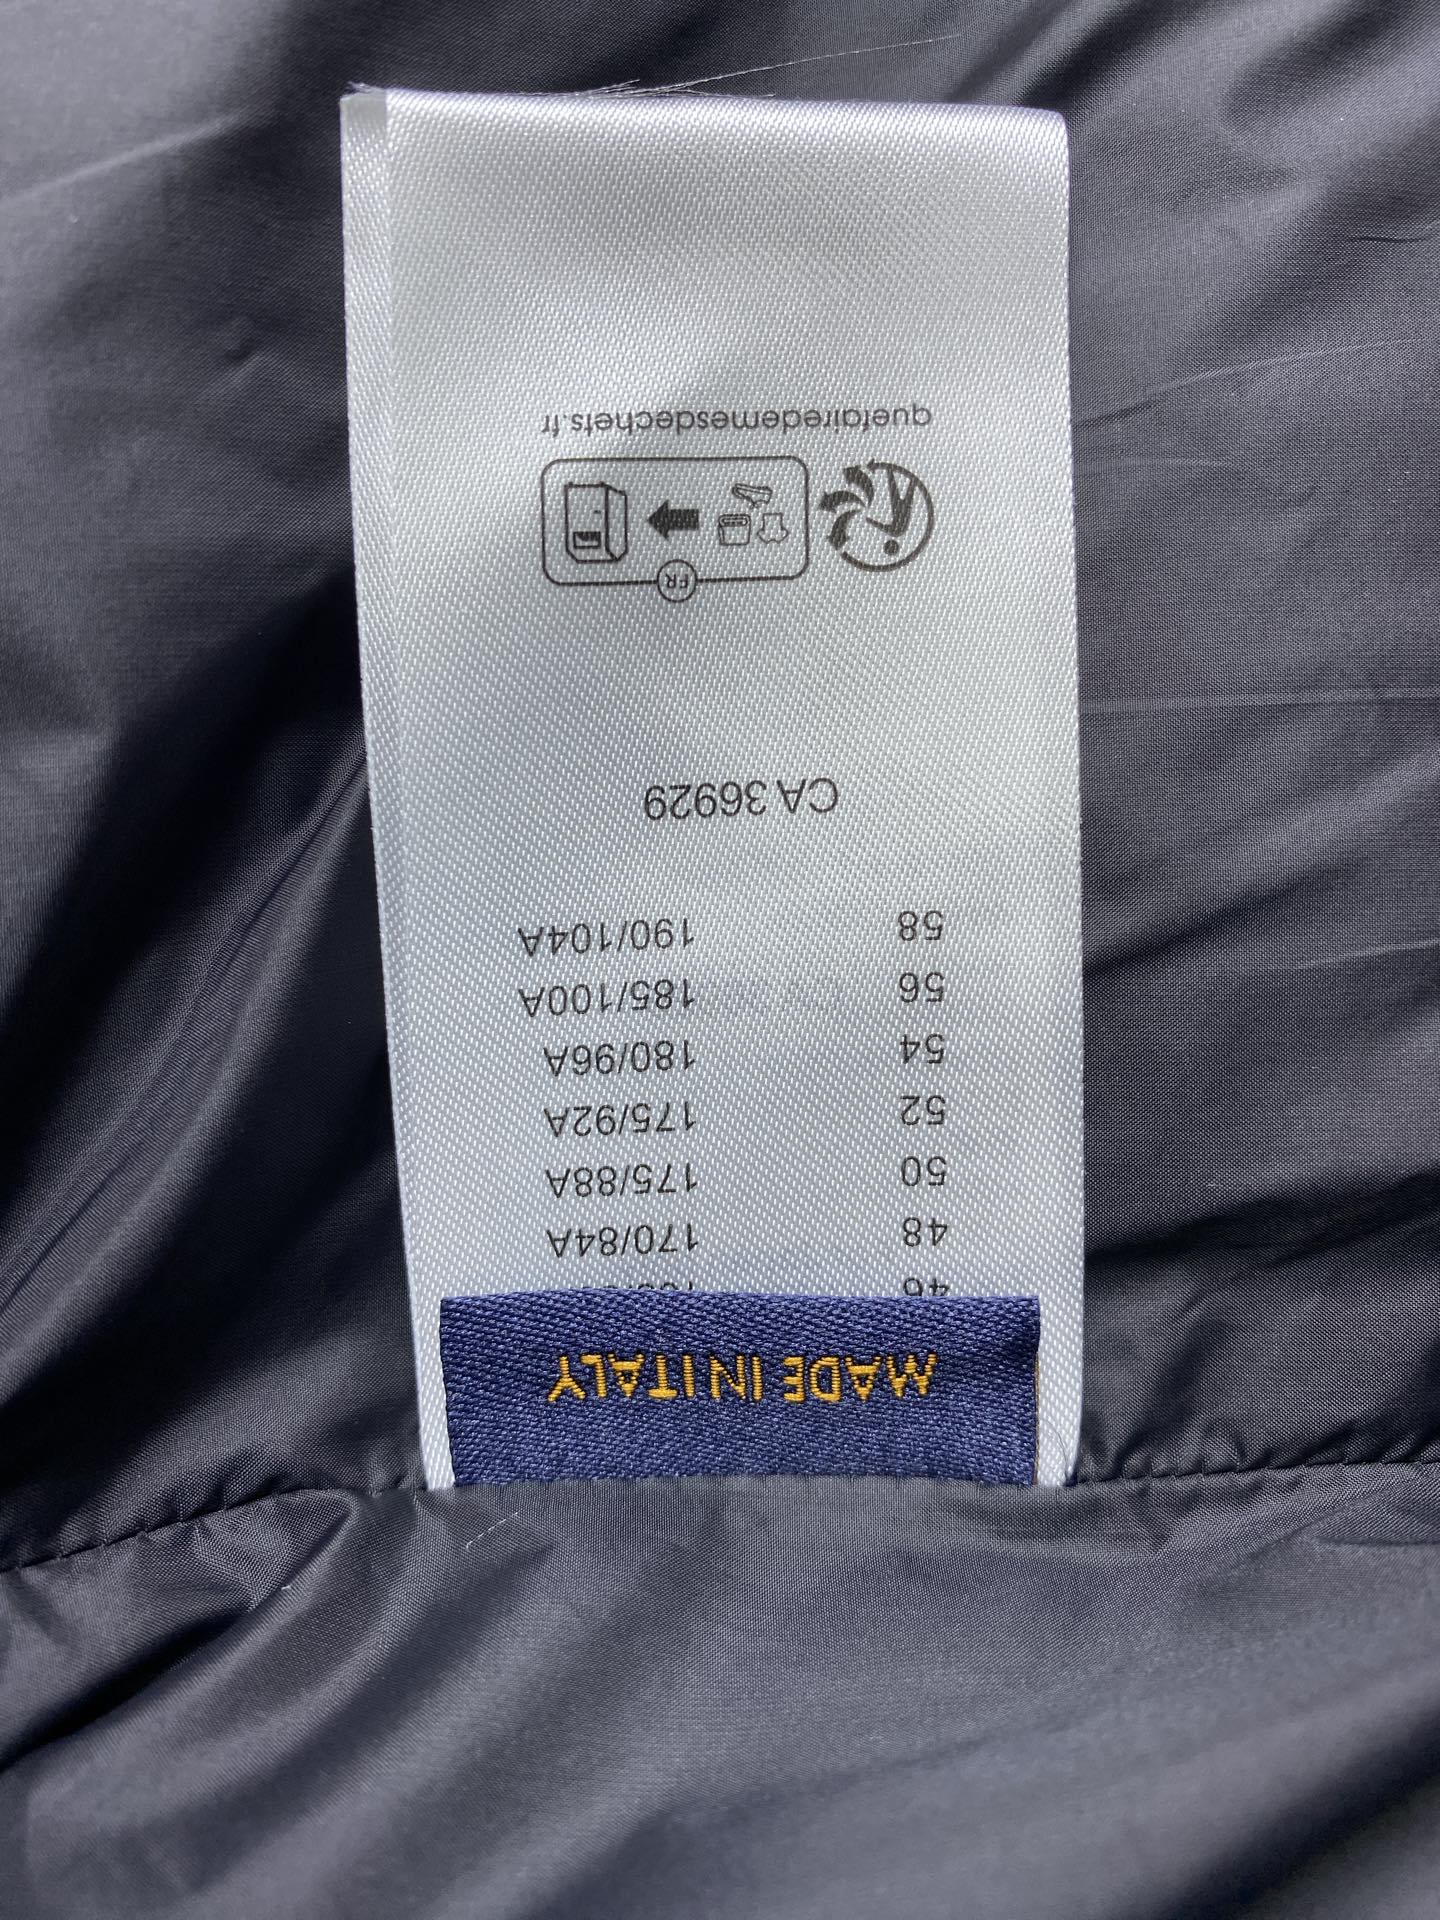 MADE IN ITALY
46
48 170/84A
50 175/88A
52 175/92A
54 180/96A
56 185/100A
58 190/104A
CA 36929
FR
quefairedemesdechets.fr